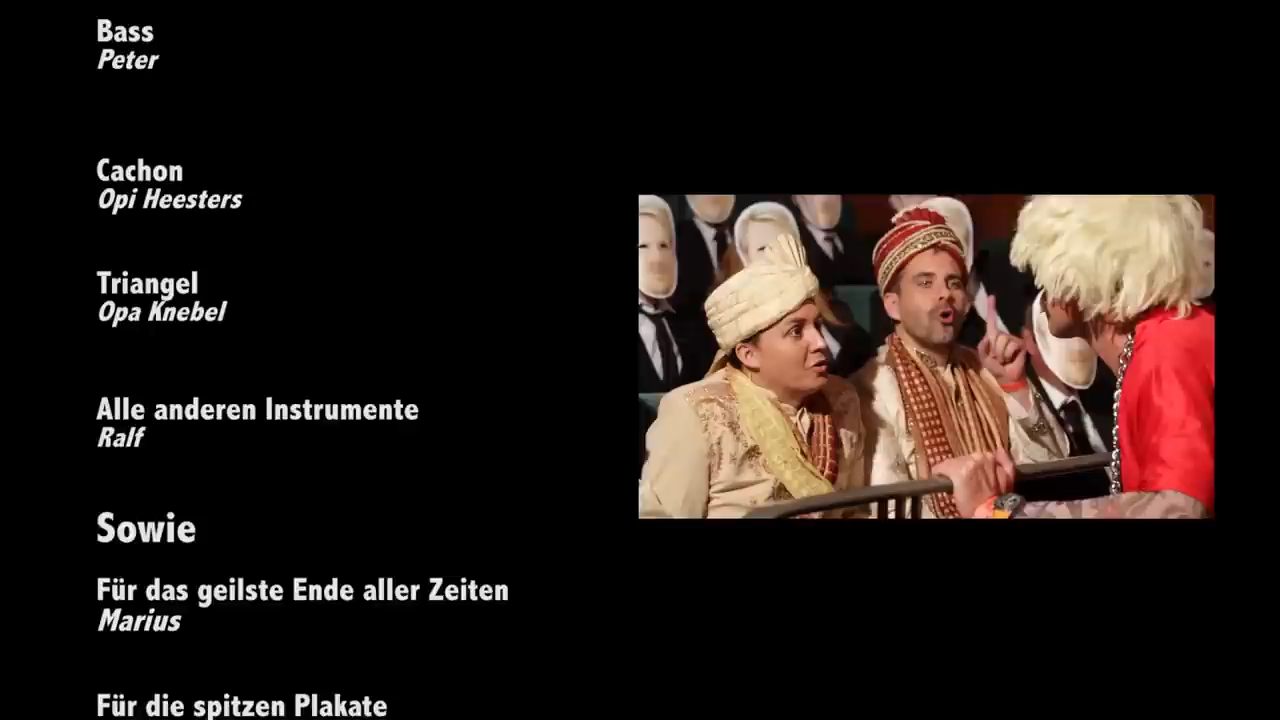 Bass
Peter
Cachon
Opi Heesters
Triangel
Opa Knebel
Alle anderen Instrumente
Ralf
Sowie
Für das geilste Ende aller Zeiten
Marius
Für die spitzen Plakate